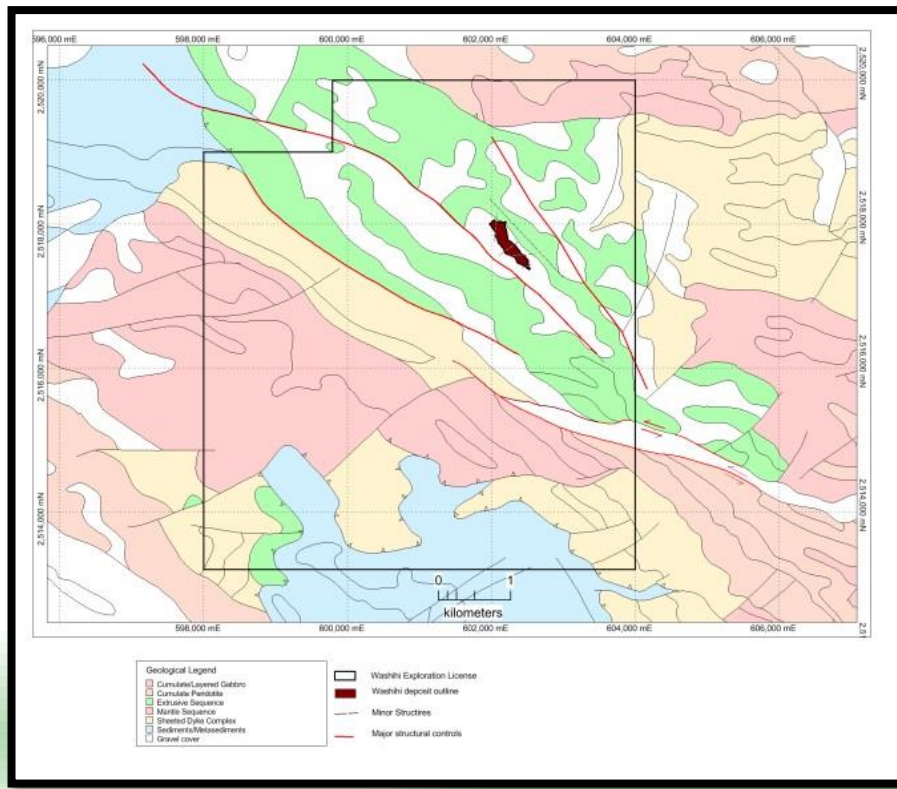 596,000 mE 598,000 mE 600,000 mE 602,000 mE 604,000 mE 606,000 mE
2,520,000 mN 2,520,000 mN
2,518,000 mN 2,518,000 mN
2,516,000 mN 2,516,000 mN
2,514,000 mN 2,514,000 mN
0 1
kilometers
2,51
598,000 mE 600,000 mE 602,000 mE 604,000 mE 606,000 mE
Geological Legend
Cumulate/Layered Gabbro
Cumulate Peridotite
Extrusive Sequence
Mantle Sequence
Sheeted Dyke Complex
Sediments/Metasediments
Gravel cover
Washihi Exploration License
Washihi deposit outline
Minor Structires
Major structural controls